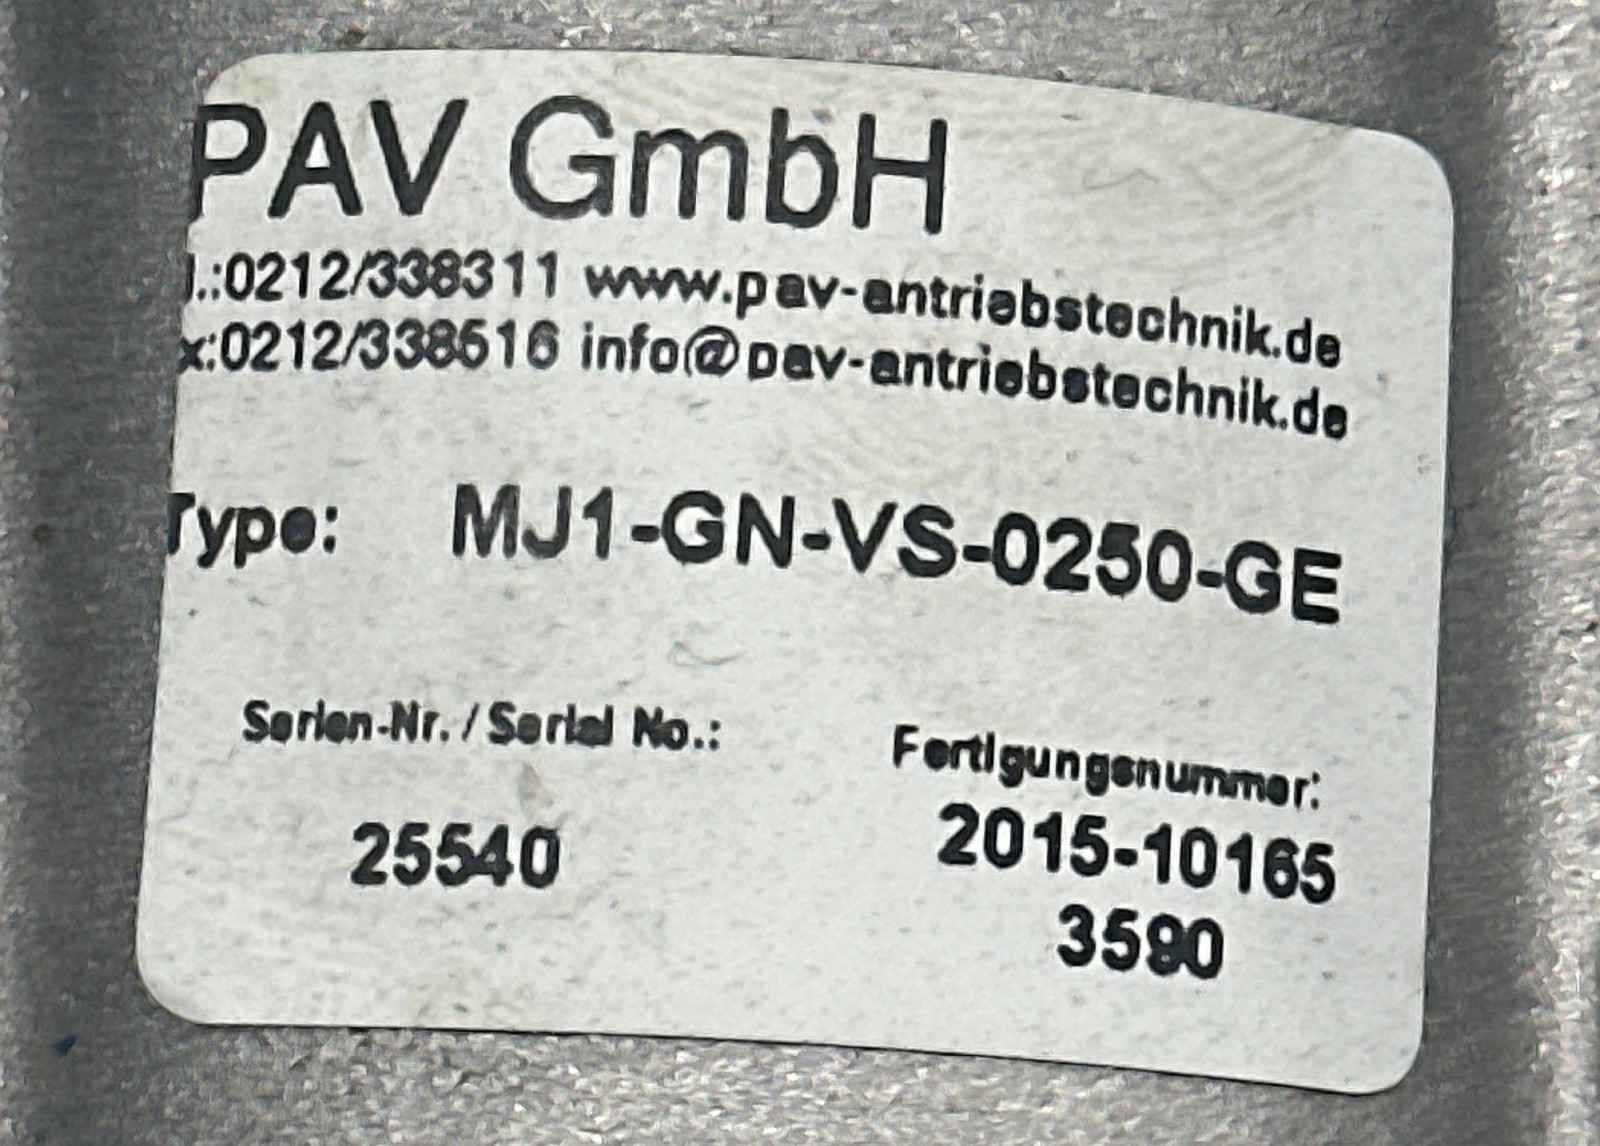 PAV GmbH
l.:0212/338311 www.pav-antriebstechnik.de
x:0212/338516 info@pav-antriebstechnik.de
Type: MJ1-GN-VS-0250-GE
Serien-Nr. / Serial No.:
25540
Fertigungsnummer:
2015-10165
3590